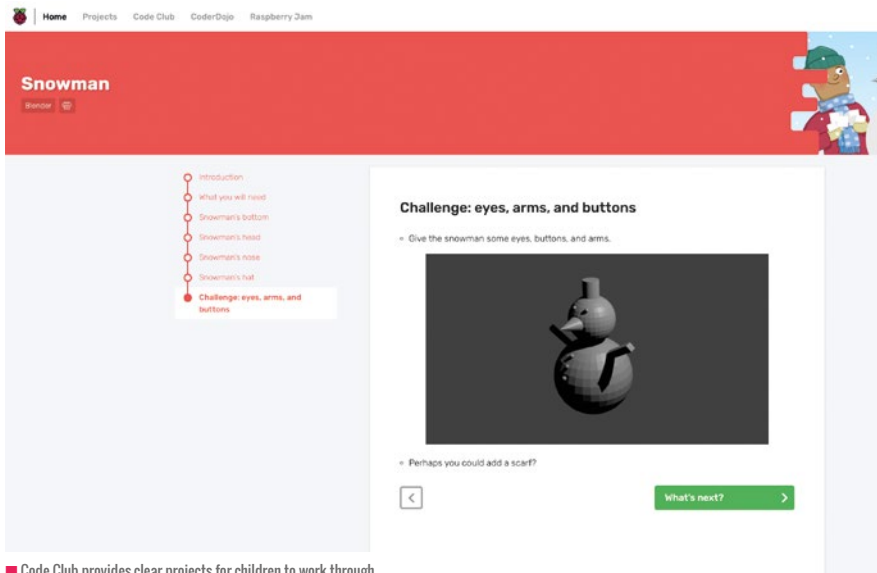 Home Projects Code Club CoderDojo Raspberry Jam
Snowman
Blender
Introduction
What you will need
Snowman's bottom
Snowman's head
Snowman's nose
Snowman's hat
Challenge: eyes, arms, and
buttons
Challenge: eyes, arms, and buttons
Give the snowman some eyes, buttons, and arms.
Perhaps you could add a scarf?
What's next?
Code Club provides clear projects for children to work through